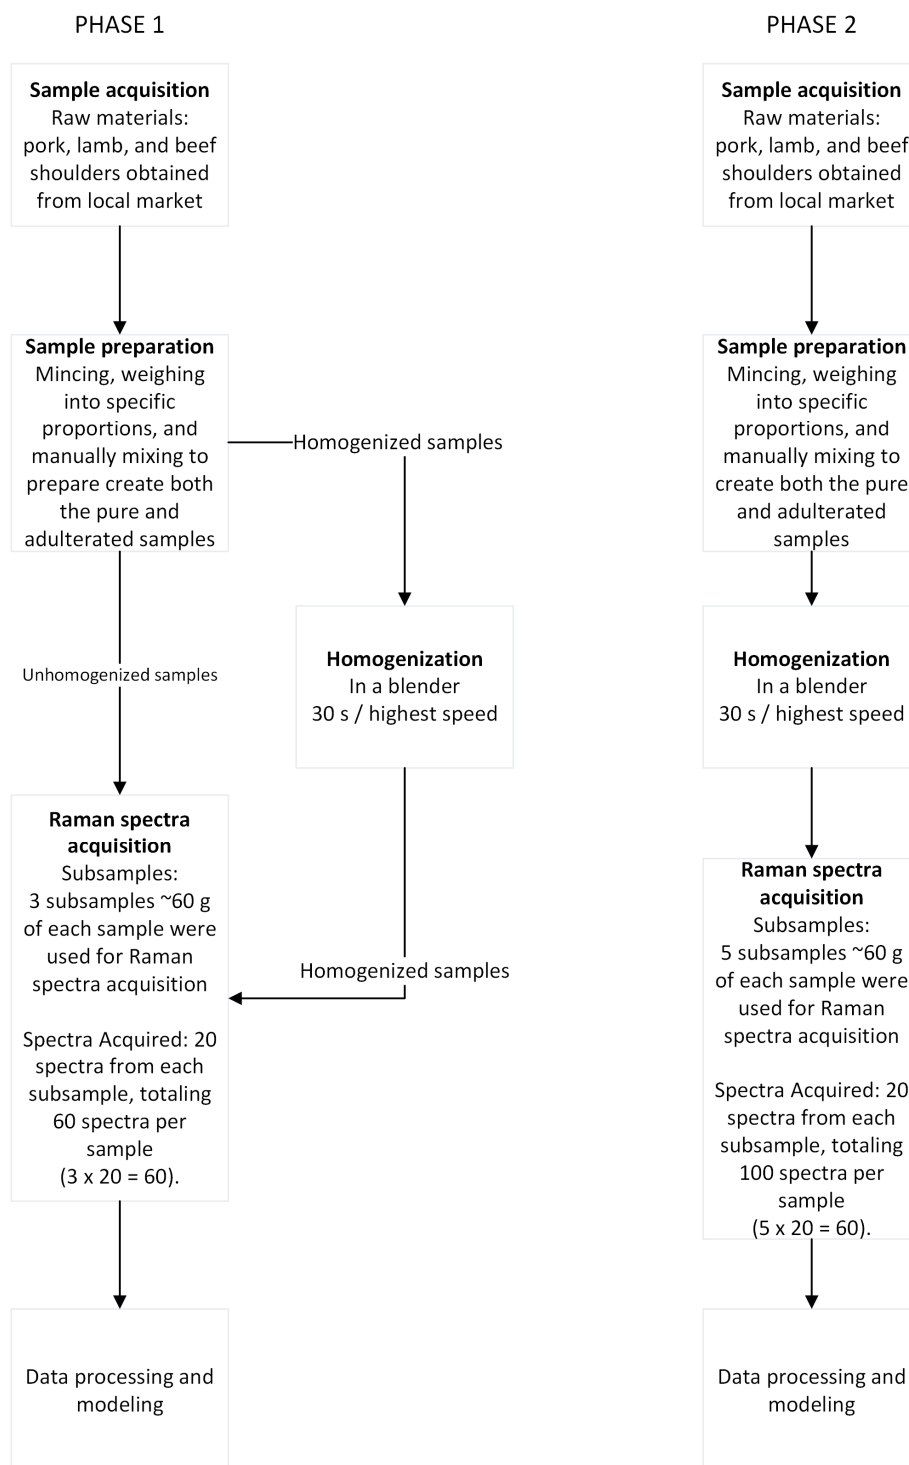 PHASE 1
Sample acquisition
Raw materials:
pork, lamb, and beef
shoulders obtained
from local market
Sample preparation
Mincing, weighing
into specific
proportions, and
manually mixing to
prepare create both
the pure and
adulterated samples
Homogenized samples
Unhomogenized samples
Homogenization
In a blender
30 s / highest speed
Homogenized samples
Raman spectra
acquisition
Subsamples:
3 subsamples ~60 g
of each sample were
used for Raman
spectra acquisition
Spectra Acquired: 20
spectra from each
subsample, totaling
60 spectra per
sample
(3 x 20 = 60).
Data processing and
modeling
PHASE 2
Sample acquisition
Raw materials:
pork, lamb, and beef
shoulders obtained
from local market
Sample preparation
Mincing, weighing
into specific
proportions, and
manually mixing to
create both the pure
and adulterated
samples
Homogenization
In a blender
30 s / highest speed
Raman spectra
acquisition
Subsamples:
5 subsamples ~60 g
of each sample were
used for Raman
spectra acquisition
Spectra Acquired: 20
spectra from each
subsample, totaling
100 spectra per
sample
(5 x 20 = 60).
Data processing and
modeling